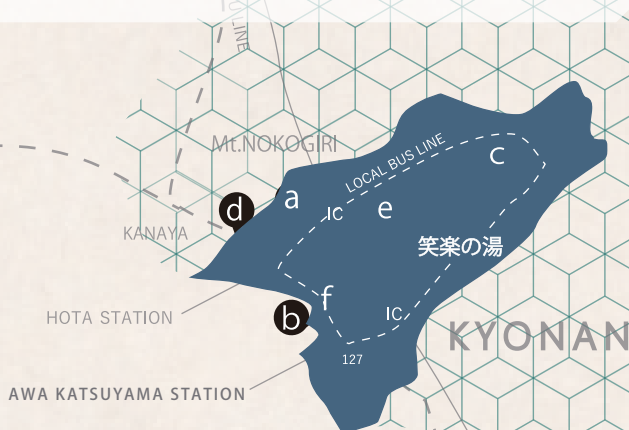 U LINE
Mt.NOKOGIRI
LOCAL BUS LINE
C
d
a
IC
e
KANAYA
笑楽の湯
f
HOTA STATION
b
IC
KYONAN
127
AWA KATSUYAMA STATION